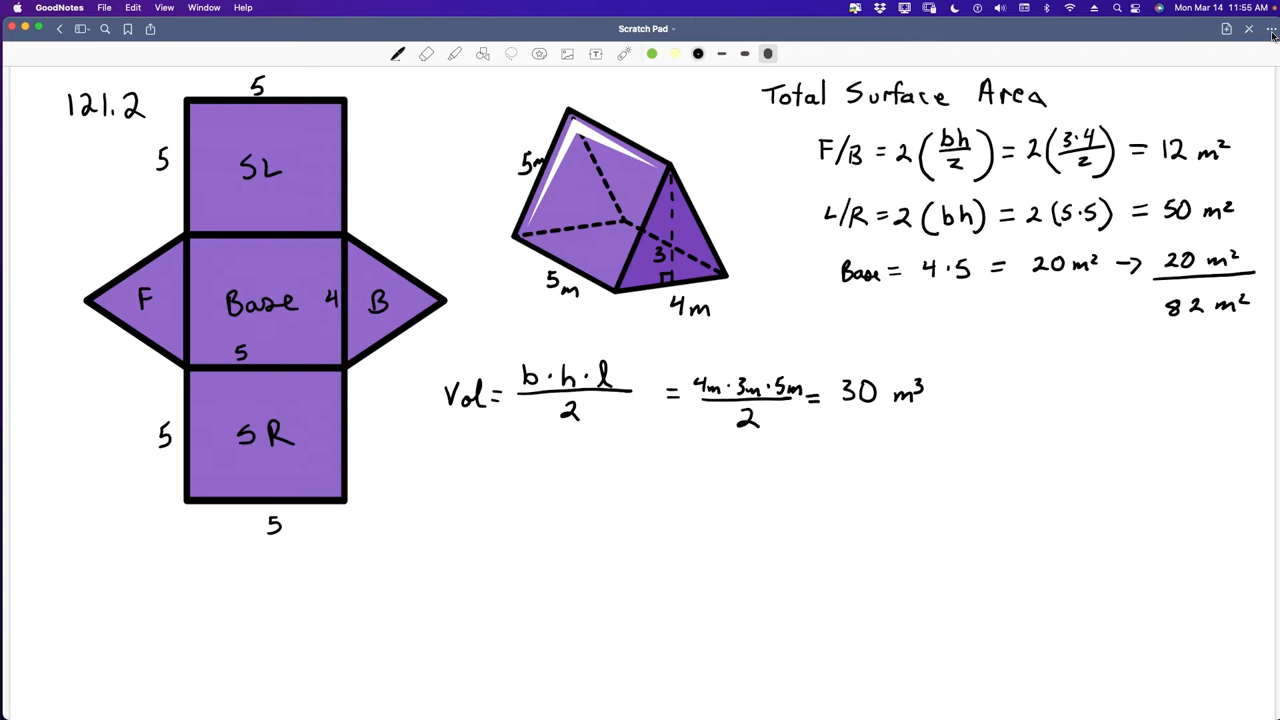 GoodNotes File Edit View Window Help Mon Mar 14 11:55 AM
Scratch Pad
121.2
5
5
SL
F
Base
4
B
5
5
SR
5
5m
3
5m
4m
Total Surface Area
F/B = 2(bh/2) = 2(3·4/2) = 12 m²
L/R = 2(bh) = 2(5·5) = 50 m²
Base = 4·5 = 20 m² → 20 m²
82 m²
Vol = b·h·l/2 = 4m·3m·5m/2 = 30 m³